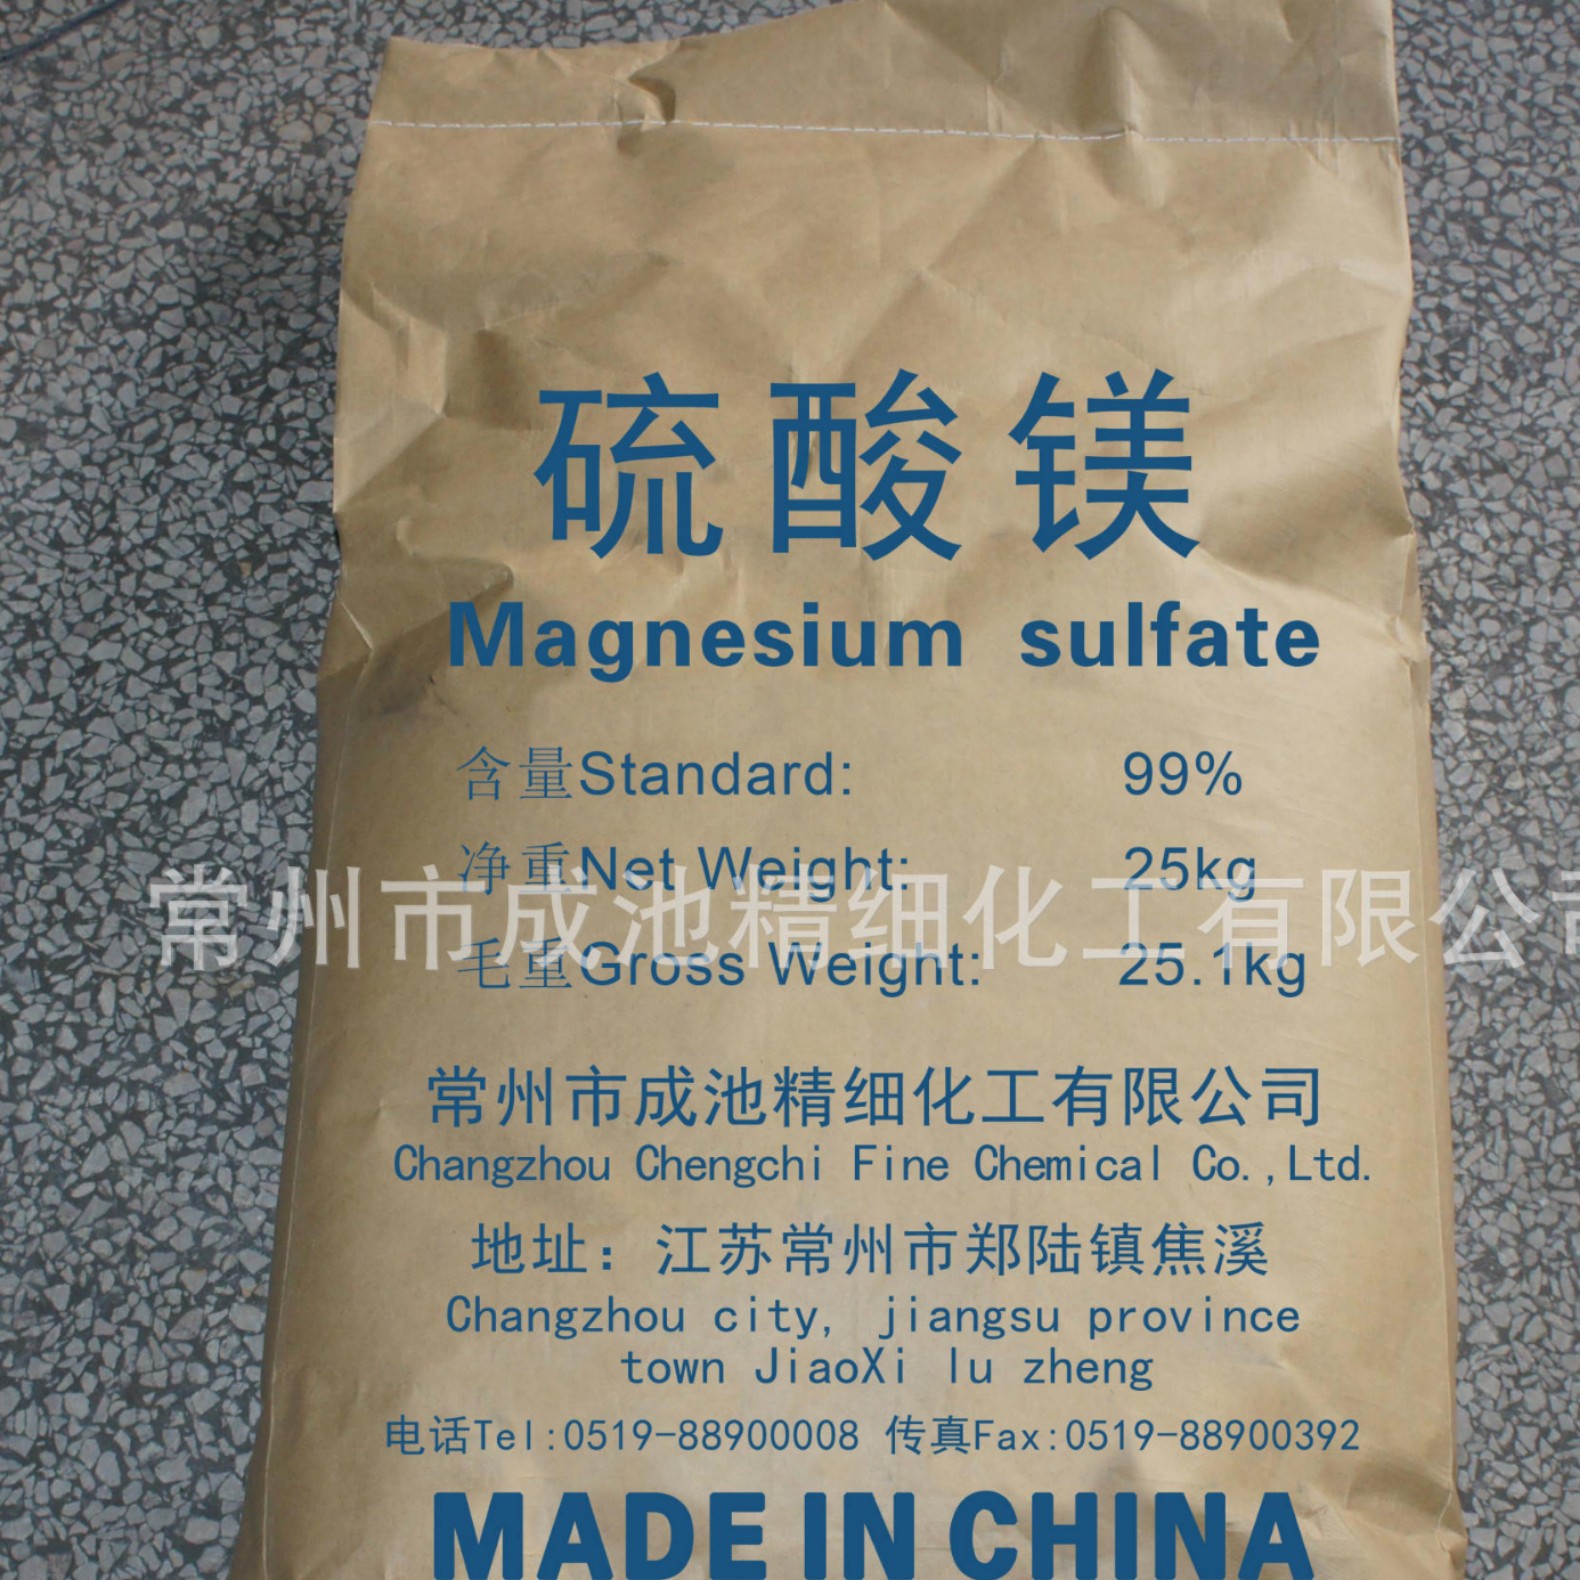 硫酸镁
Magnesium sulfate
含量Standard: 99%
净重Net Weight: 25kg
常州市成池精细化工有限公司
毛重Gross Weight: 25.1kg
常州市成池精细化工有限公司
Changzhou Chengchi Fine Chemical Co.,Ltd.
地址：江苏常州市郑陆镇焦溪
Changzhou city, jiangsu province
town JiaoXi lu zheng
电话Tel:0519-88900008 传真Fax:0519-88900392
MADE IN CHINA